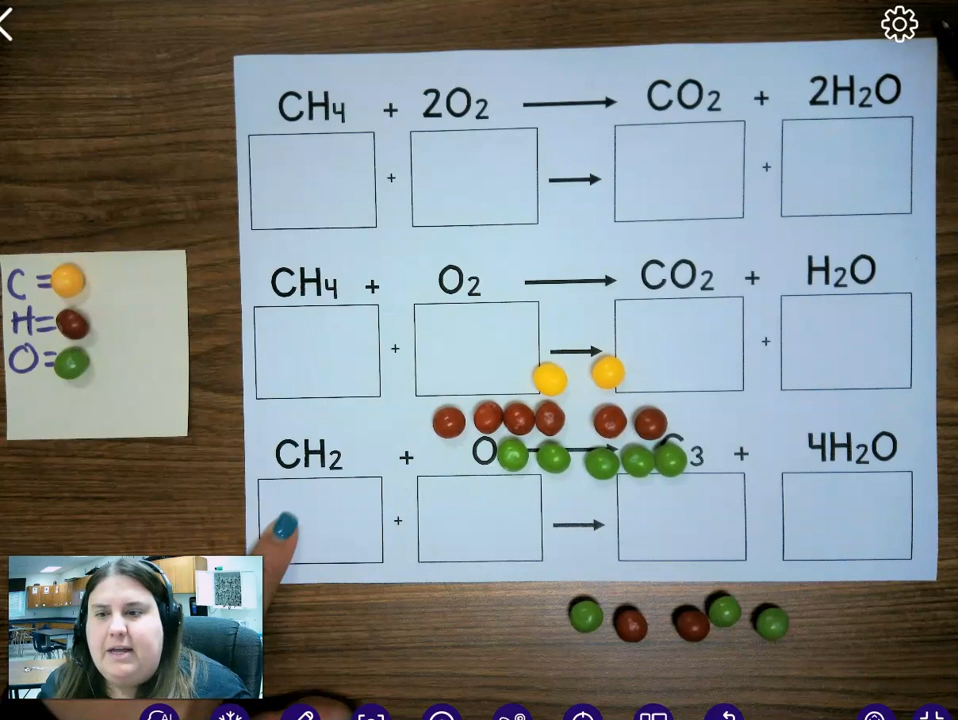 CH4 + 2O2 → CO2 + 2H2O
+ → +
CH4 + O2 → CO2 + H2O
+ → +
C =
H=
O=
CH2 + O → 3 + 4H2O
+ → +